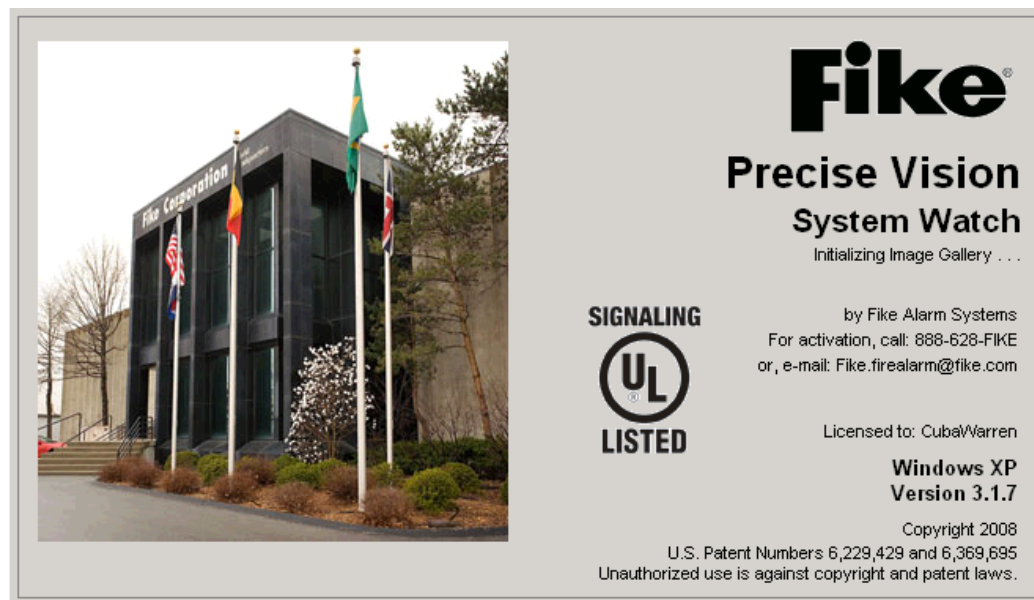 Fike Corporation
Fike®
Precise Vision
System Watch
Initializing Image Gallery . . .
SIGNALING
UL
®
LISTED
by Fike Alarm Systems
For activation, call: 888-628-FIKE
or, e-mail: Fike.firealarm@fike.com
Licensed to: CubaWarren
Windows XP
Version 3.1.7
Copyright 2008
U.S. Patent Numbers 6,229,429 and 6,369,695
Unauthorized use is against copyright and patent laws.